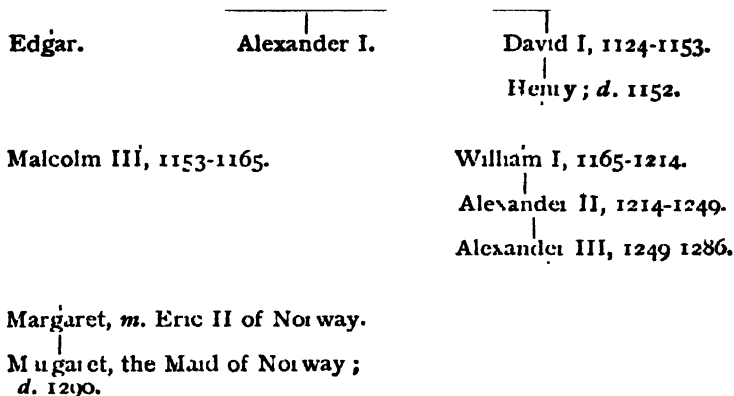 Edgar. Alexander I. David I, 1124-1153.
Henry ; d. 1152.
Malcolm III, 1153-1165. William I, 1165-1214.
Alexander II, 1214-1249.
Alexander III, 1249 1286.
Margaret, m. Eric II of Norway.
Margaret, the Maid of Norway ;
d. 1290.